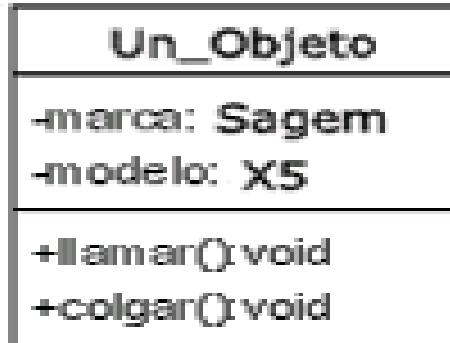 Un_Objeto
-marca: Sagem
-modelo: X5
+llamar():void
+colgar():void